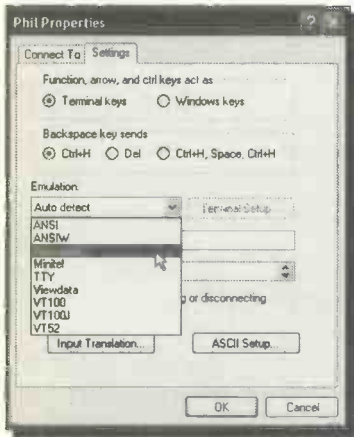 Phil Properties
Connect To Settings
Function, arrow, and ctrl keys act as
Terminal keys Windows keys
Backspace key sends
Ctrl+H Del Ctrl+H, Space, Ctrl+H
Emulation
Auto detect Terminal Setup
ANSI
ANSIW
Minitel
TTY
Viewdata
VT100
VT100J g or disconnecting
VT52
Input Translation... ASCII Setup...
OK Cancel